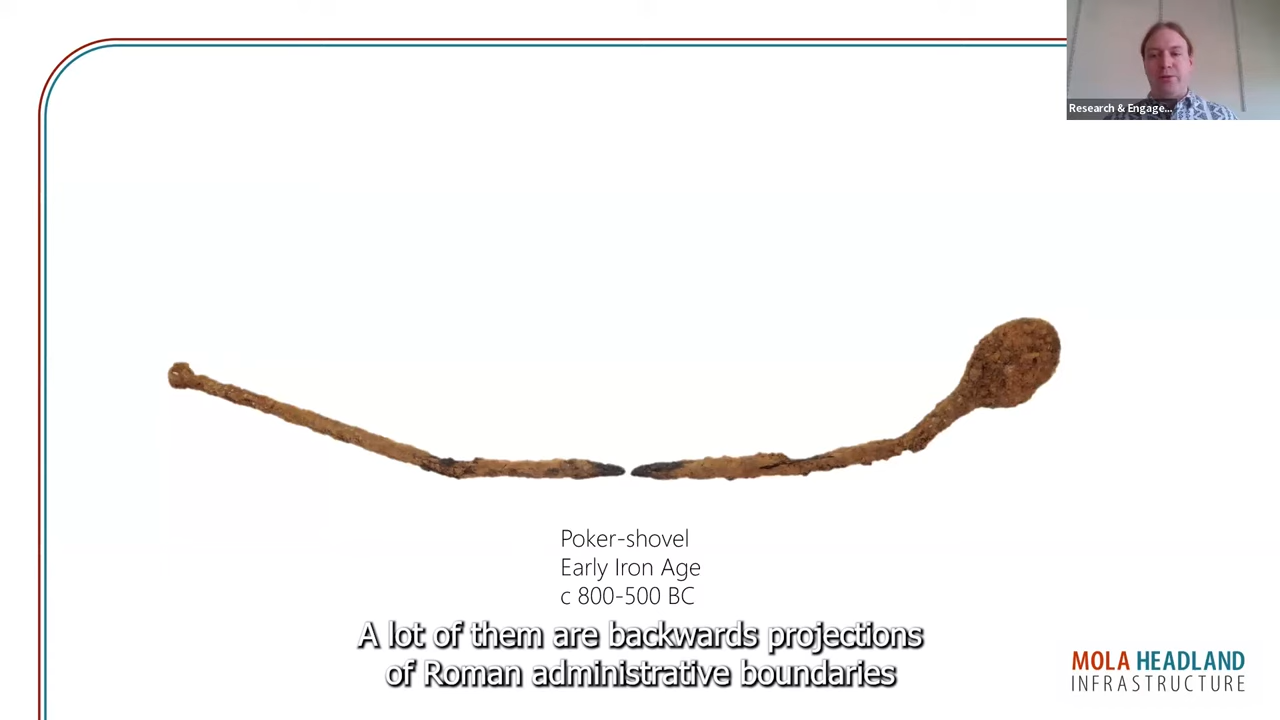 Research & Engage...
Poker-shovel
Early Iron Age
c 800-500 BC
A lot of them are backwards projections
of Roman administrative boundaries
MOLA HEADLAND
INFRASTRUCTURE